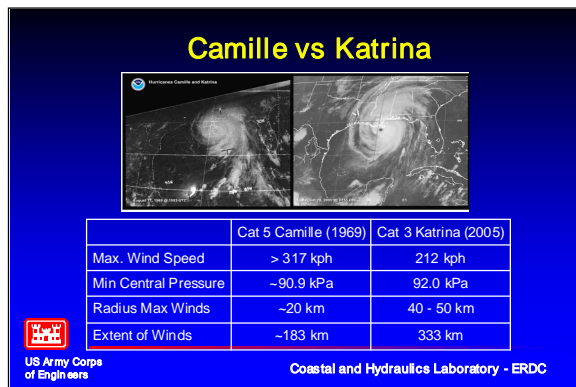 Camille vs Katrina
Hurricanes Camille and Katrina
Cat 5 Camille (1969) Cat 3 Katrina (2005)
Max. Wind Speed > 317 kph 212 kph
Min Central Pressure ~90.9 kPa 92.0 kPa
Radius Max Winds ~20 km 40 - 50 km
Extent of Winds ~183 km 333 km
US Army Corps
of Engineers
Coastal and Hydraulics Laboratory - ERDC